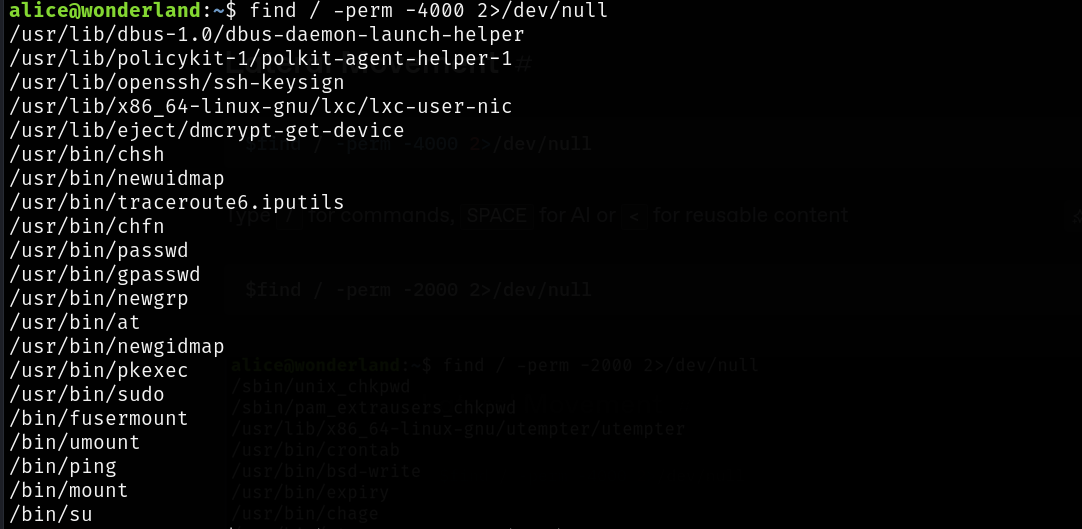 alice@wonderland:~$ find / -perm -4000 2>/dev/null
/usr/lib/dbus-1.0/dbus-daemon-launch-helper
/usr/lib/policykit-1/polkit-agent-helper-1
#
/usr/lib/openssh/ssh-keysign
/usr/lib/x86_64-linux-gnu/lxc/lxc-user-nic
/usr/lib/eject/dmcrypt-get-device
$find / -perm -4000 2>/dev/null
/usr/bin/chsh
/usr/bin/newuidmap
/usr/bin/traceroute6.iputils
Type / for commands, SPACE for AI or < for reusable content
/usr/bin/chfn
/usr/bin/passwd
/usr/bin/gpasswd
$find / -perm -2000 2>/dev/null
/usr/bin/newgrp
/usr/bin/at
/usr/bin/newgidmap
alice@wonderland:~$ find / -perm -2000 2>/dev/null
/usr/bin/pkexec
/sbin/unix_chkpwd
/usr/bin/sudo
/sbin/pam_extrausers_chkpwd
/bin/fusermount
/usr/lib/x86_64-linux-gnu/utempter/utempter
/bin/umount
/usr/bin/crontab
/bin/ping
/usr/bin/bsd-write
/bin/mount
/usr/bin/expiry
/bin/su
/usr/bin/chage